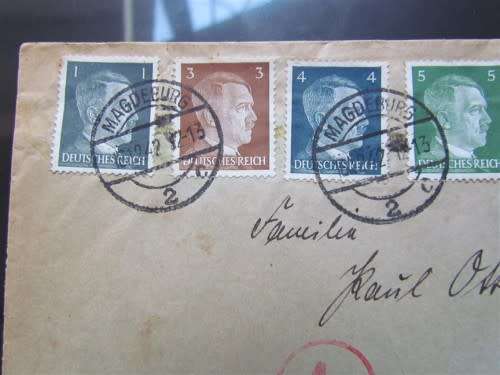 1 1 3 3 4 4 5 5
DEUTSCHES REICH DEUTSCHES REICH DEUTSCHES REICH DEUTSCHES REICH
MAGDEBURG MAGDEBURG
2 2
Familie
Paul